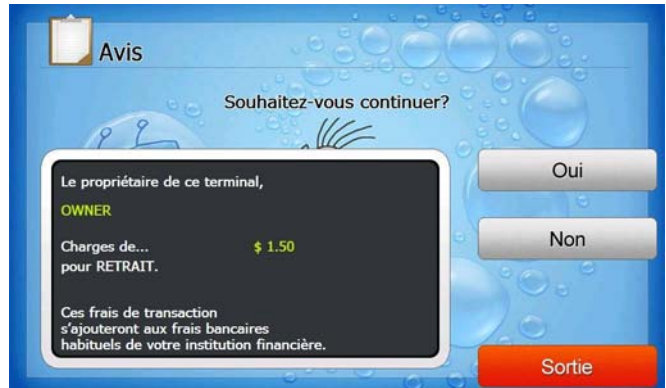 Avis
Souhaitez-vous continuer?
Le propriétaire de ce terminal,
OWNER
Charges de... $ 1.50
pour RETRAIT.
Ces frais de transaction
s'ajouteront aux frais bancaires
habituels de votre institution financière.
Oui
Non
Sortie